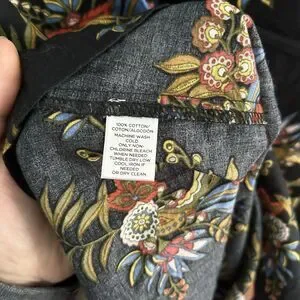 100% COTTON/
COTON/ALGODÓN
MACHINE WASH
COLD
ONLY NON-
CHLORINE BLEACH
WHEN NEEDED
TUMBLE DRY LOW
COOL IRON IF
NEEDED
OR DRY CLEAN